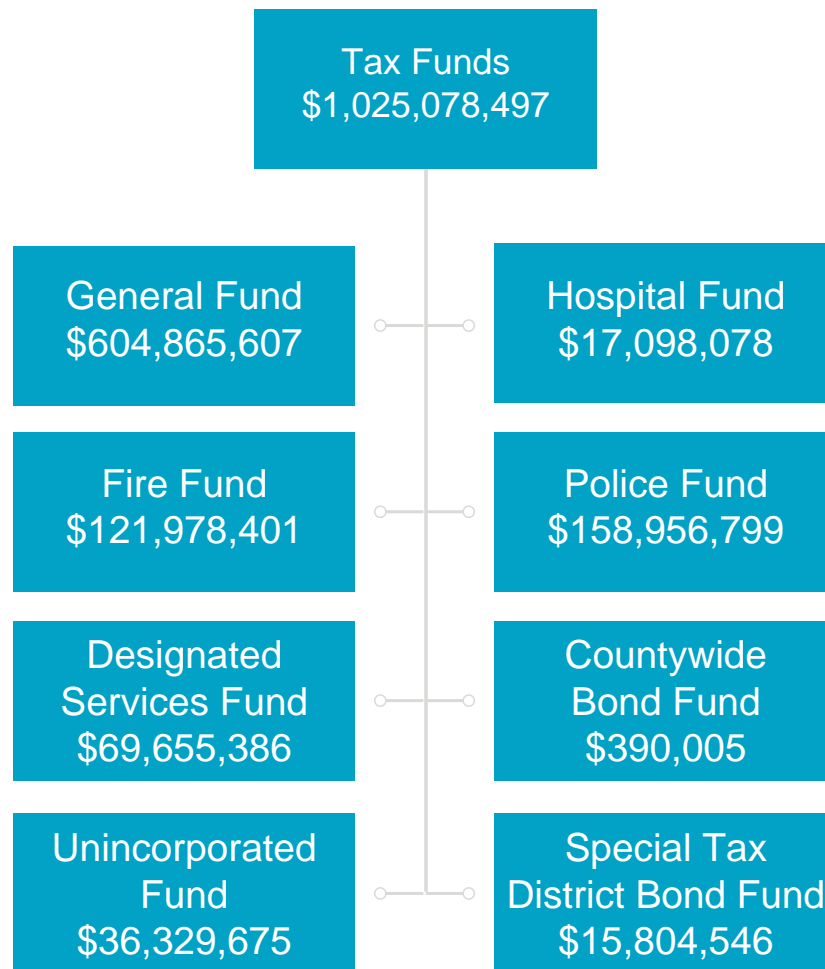 Tax Funds
$1,025,078,497
General Fund
$604,865,607
Hospital Fund
$17,098,078
Fire Fund
$121,978,401
Police Fund
$158,956,799
Designated
Services Fund
$69,655,386
Countywide
Bond Fund
$390,005
Unincorporated
Fund
$36,329,675
Special Tax
District Bond Fund
$15,804,546